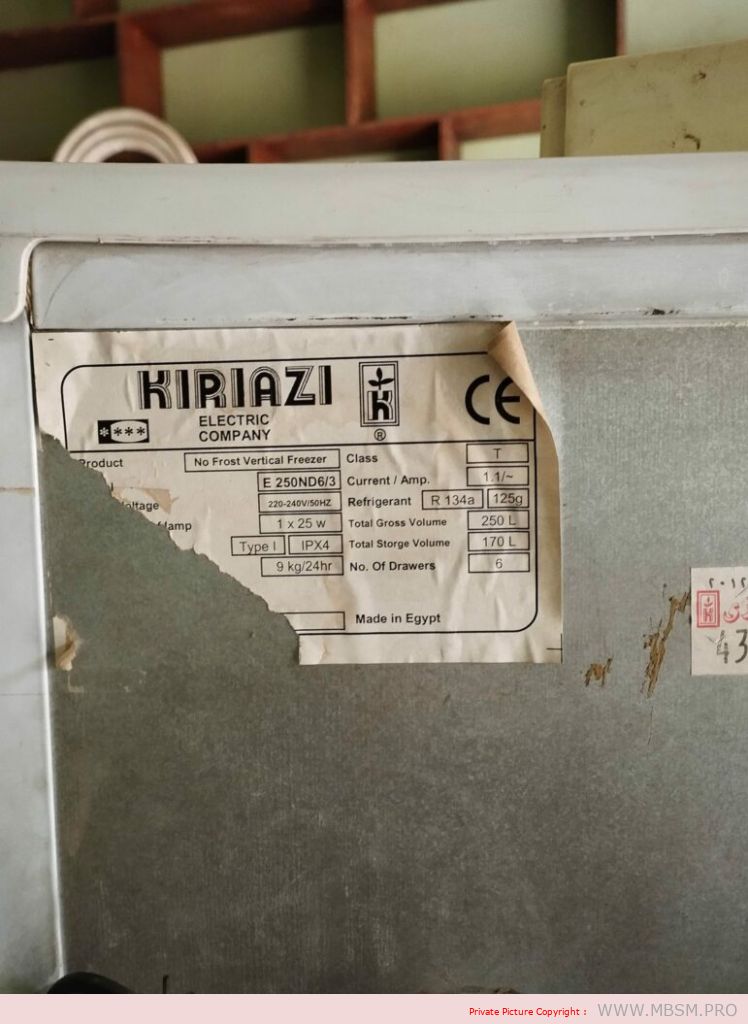 KIRIAZI
K
®
CE
ELECTRIC
COMPANY
****
Product No Frost Vertical Freezer
E 250ND6/3
220-240V/50HZ
1 x 25 w
Type I IPX4
9 kg/24hr
Class T
Current / Amp. 1.1/~
Refrigerant R 134a 125g
Total Gross Volume 250 L
Total Storge Volume 170 L
No. Of Drawers 6
Made in Egypt
43
Private Picture Copyright : WWW.MBSM.PRO